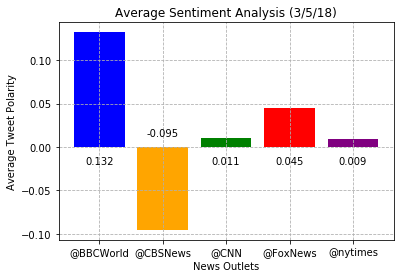 Average Sentiment Analysis (3/5/18)
Average Tweet Polarity
0.10
0.05
0.00
−0.05
−0.10
-0.095
0.132
0.011
0.045
0.009
@BBCWorld
@CBSNews
@CNN
@FoxNews
@nytimes
News Outlets